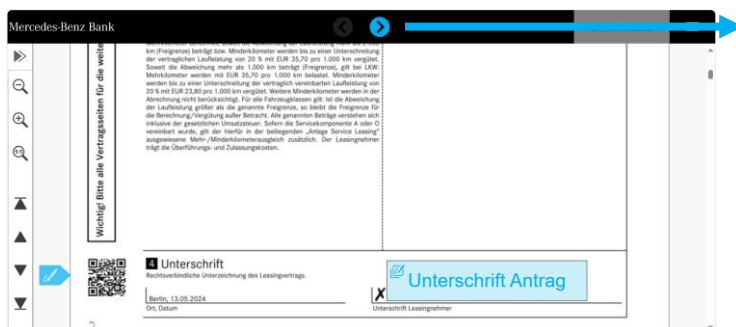 Mercedes-Benz Bank
km (Freigrenze) beträgt bzw. Minderkilometer bis zu einer Unterschreitung
der vertraglichen Laufleistung von 20 % mit EUR 35,70 pro 1.000 km vergütet.
Soweit die Abweichung mehr als 1.000 km beträgt (Freigrenze), gilt bei LKW:
Mehrkilometer werden mit EUR 35,70 pro 1.000 km belastet. Minderkilometer
werden bis zu einer Unterschreitung der vertraglich vereinbarten Laufleistung von
20 % mit EUR 23,80 pro 1.000 km vergütet. Weitere Minderkilometer werden in der
Abrechnung nicht berücksichtigt. Für alle Fahrzeugklassen gilt: Ist die Abweichung
der Laufleistung größer als die genannte Freigrenze, so bleibt die Freigrenze für
die Berechnung/Vergütung außer Betracht. Alle genannten Beträge verstehen sich
inklusive der gesetzlichen Umsatzsteuer. Sofern die Servicekomponente A oder O
vereinbart wurde, gilt der hierfür in der beiliegenden „Anlage Service Leasing"
ausgewiesene Mehr-/Minderkilometerausgleich zusätzlich. Der Leasingnehmer
trägt die Überführungs- und Zulassungskosten.
Wichtig! Bitte alle Vertragsseiten für die weite
4 Unterschrift
Rechtsverbindliche Unterzeichnung des Leasingvertrags.
Unterschrift Antrag
Berlin, 13.05.2024
X
Ort, Datum
Unterschrift Leasingnehmer